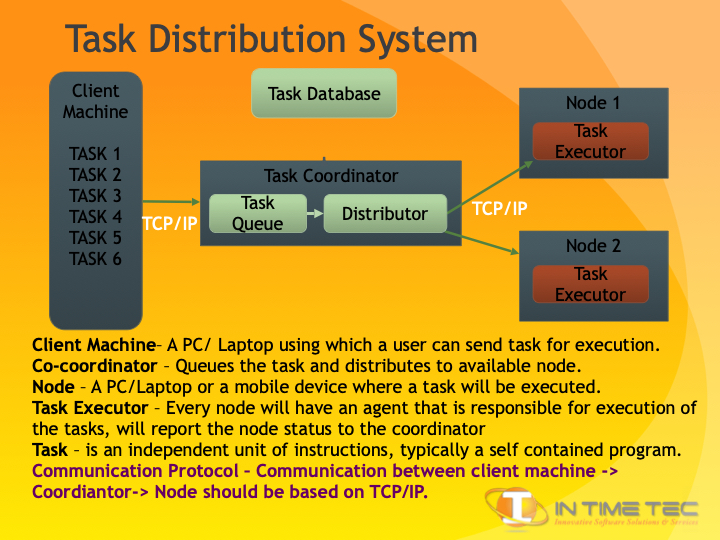 Task Distribution System
Client
Machine
TASK 1
TASK 2
TASK 3
TASK 4
TASK 5
TASK 6
TCP/IP
Task Database
Task Coordinator
Task
Queue
Distributor
TCP/IP
Node 1
Task
Executor
Node 2
Task
Executor
Client Machine– A PC/ Laptop using which a user can send task for execution.
Co-coordinator – Queues the task and distributes to available node.
Node – A PC/Laptop or a mobile device where a task will be executed.
Task Executor – Every node will have an agent that is responsible for execution of
the tasks, will report the node status to the coordinator
Task – is an independent unit of instructions, typically a self contained program.
Communication Protocol – Communication between client machine ->
Coordiantor-> Node should be based on TCP/IP.
IN TIME TEC
Innovative Software Solutions & Services